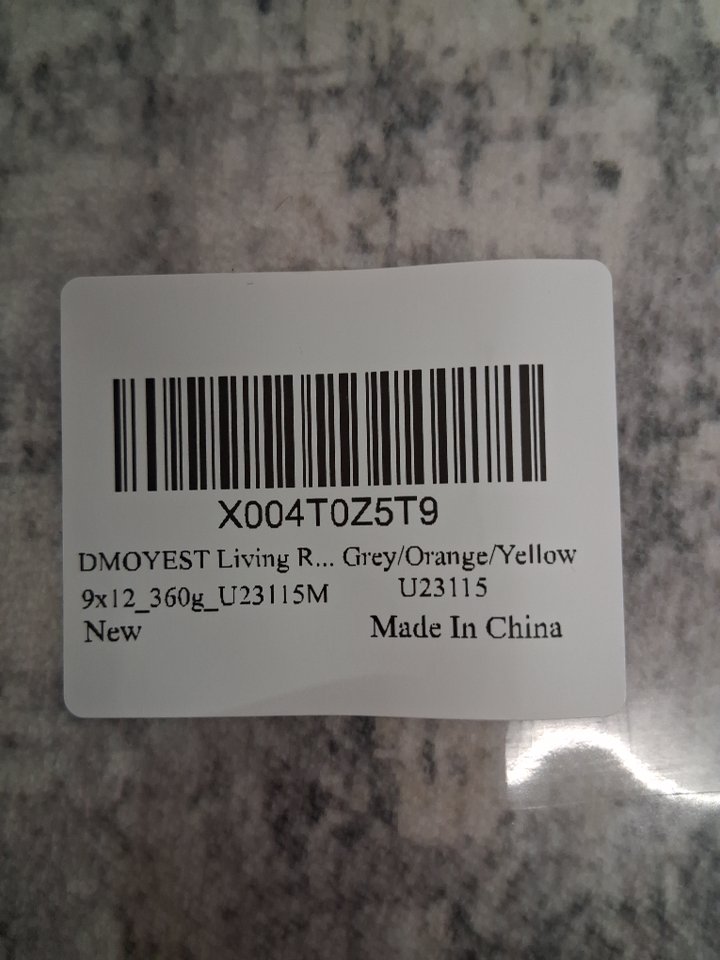 X004T0Z5T9
DMOYEST Living R... Grey/Orange/Yellow
9x12_360g_U23115M U23115
New Made In China